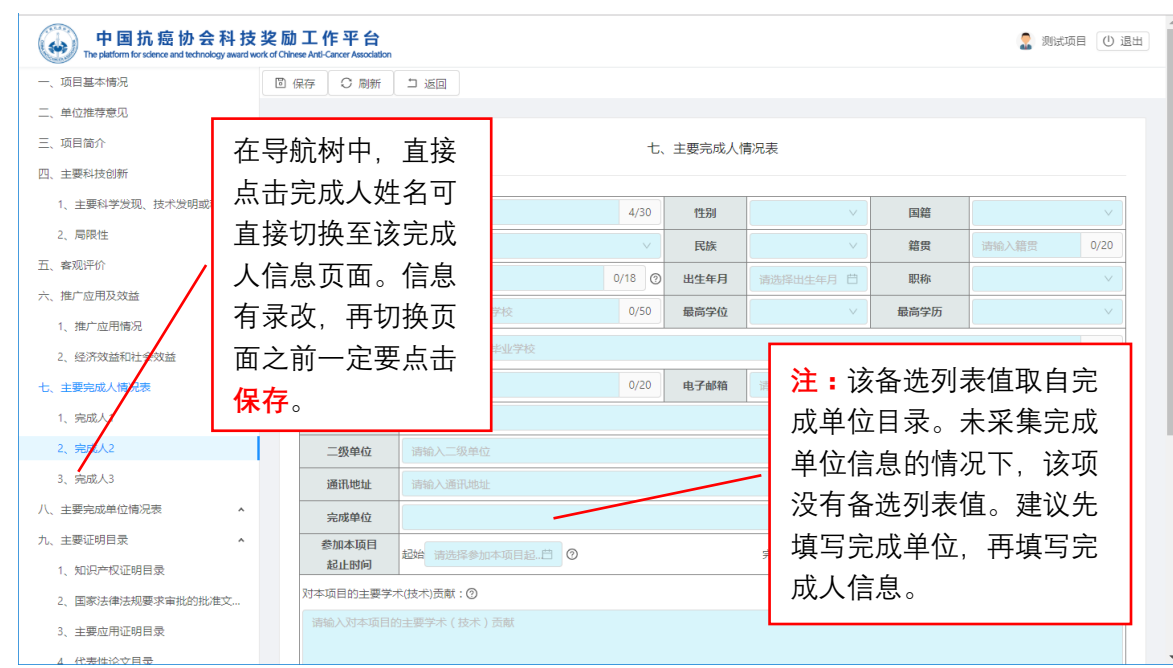 中国抗癌协会科技奖励工作平台
The platform for science and technology award work of Chinese Anti-Cancer Association
测试项目
退出
保存 刷新 返回
一、项目基本情况
二、单位推荐意见
三、项目简介
四、主要科技创新
1、主要科学发现、技术发明或
2、局限性
五、客观评价
六、推广应用及效益
1、推广应用情况
2、经济效益和社会效益
七、主要完成人情况表
1、完成人
2、完成人2
3、完成人3
八、主要完成单位情况表
九、主要证明目录
1、知识产权证明目录
2、国家法律法规要求审批的批准文...
3、主要应用证明目录
4、代表性论文目录
在导航树中，直接
点击完成人姓名可
直接切换至该完成
人信息页面。信息
有录改，再切换页
面之前一定要点击
保存。
七、主要完成人情况表
4/30 性别 国籍
民族 籍贯 请输入籍贯 0/20
0/18 出生年月 请选择出生年月 职称
学校 0/50 最高学位 最高学历
毕业学校
0/20 电子邮箱
二级单位 请输入二级单位
通讯地址 请输入通讯地址
完成单位
参加本项目
起止时间
起始 请选择参加本项目起...
对本项目的主要学术(技术)贡献：
请输入对本项目的主要学术（技术）贡献
注：该备选列表值取自完
成单位目录。未采集完成
单位信息的情况下，该项
没有备选列表值。建议先
填写完成单位，再填写完
成人信息。